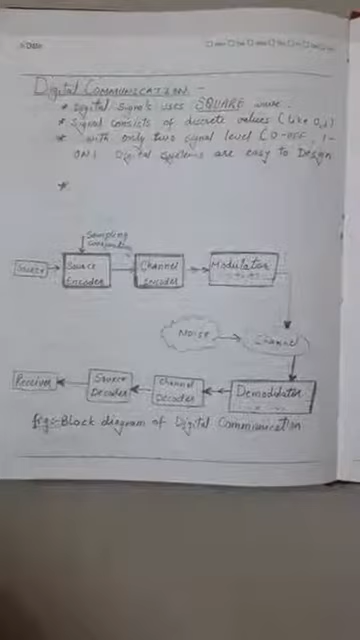 DIGITAL COMMUNICATION -
* Digital Signals uses SQUARE wave.
* Signal consists of discrete values (Like 0,1)
* with only two signal level (0-OFF, 1-
ON) Digital systems are easy to Design
*
Sampling
Source
Source
Encoder
Channel
Encoder
Modulator
Noise
Channel
Receiver
Source
Decoder
Channel
Decoder
Demodulator
fig:-Block diagram of Digital Communication